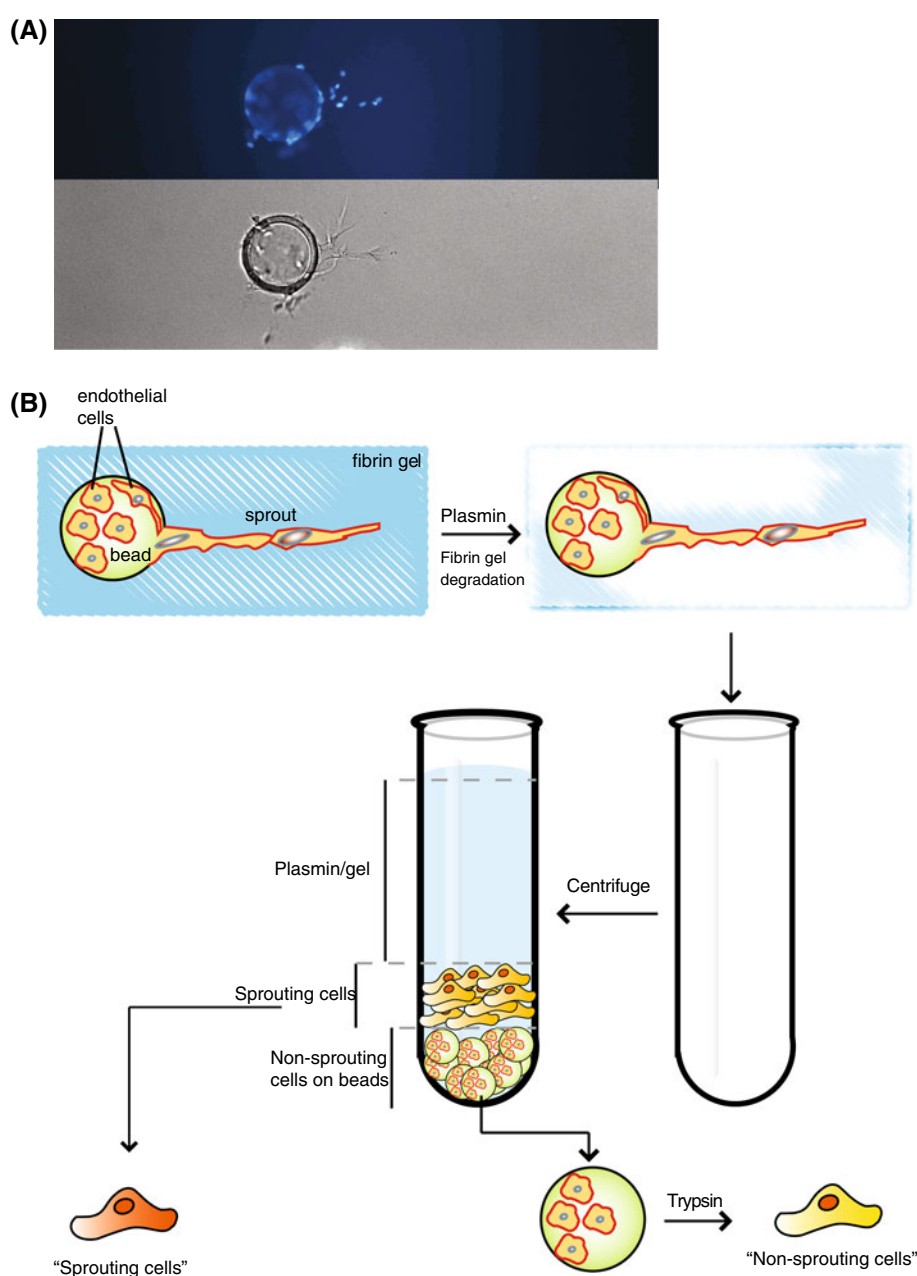 (A)
(B)
endothelial
cells
fibrin gel
sprout
bead
Plasmin
Fibrin gel
degradation
Plasmin/gel
Centrifuge
Sprouting cells
Non-sprouting
cells on beads
Trypsin
“Sprouting cells”
“Non-sprouting cells”